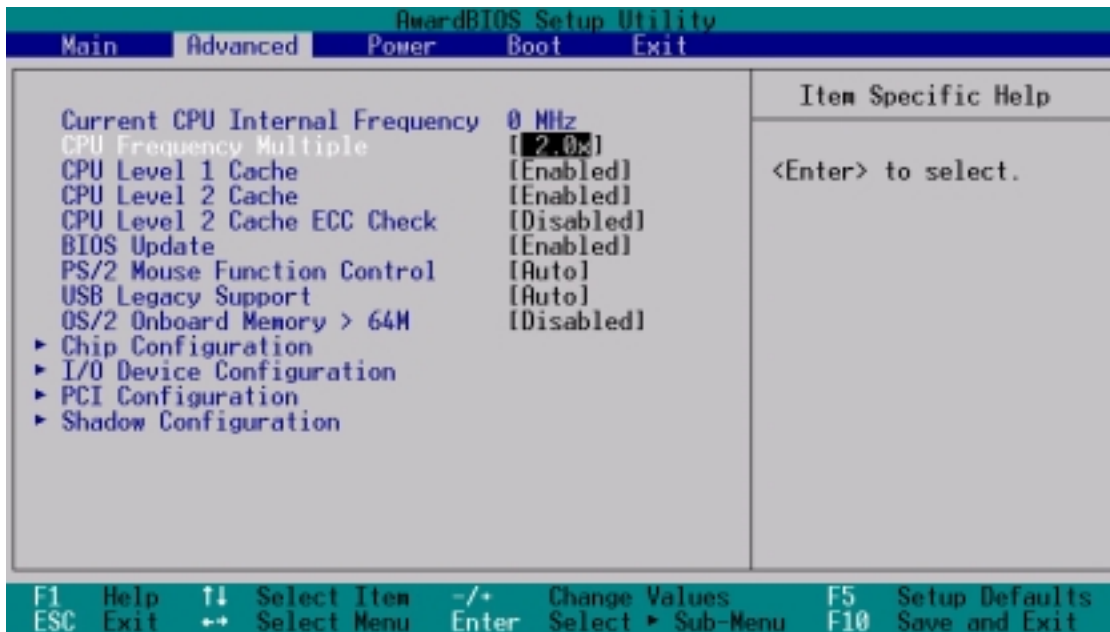 AwardBIOS Setup Utility
Main Advanced Power Boot Exit
Item Specific Help
Current CPU Internal Frequency 0 MHz
CPU Frequency Multiple [ 2.0x]
CPU Level 1 Cache [Enabled]
CPU Level 2 Cache [Enabled]
CPU Level 2 Cache ECC Check [Disabled]
BIOS Update [Enabled]
PS/2 Mouse Function Control [Auto]
USB Legacy Support [Auto]
OS/2 Onboard Memory > 64M [Disabled]
► Chip Configuration
► I/O Device Configuration
► PCI Configuration
► Shadow Configuration
<Enter> to select.
F1 Help ↑↓ Select Item -/+ Change Values F5 Setup Defaults
ESC Exit ←→ Select Menu Enter Select ► Sub-Menu F10 Save and Exit